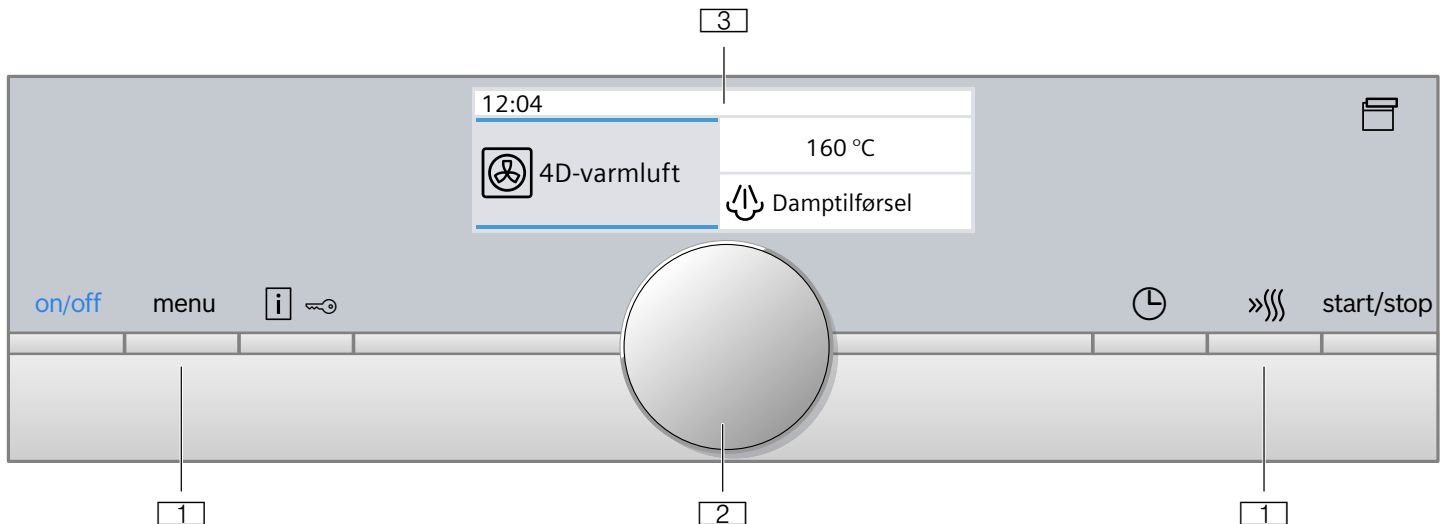 3
12:04
160 °C
4D-varmluft
Damptilførsel
on/off menu i start/stop
1 2 1